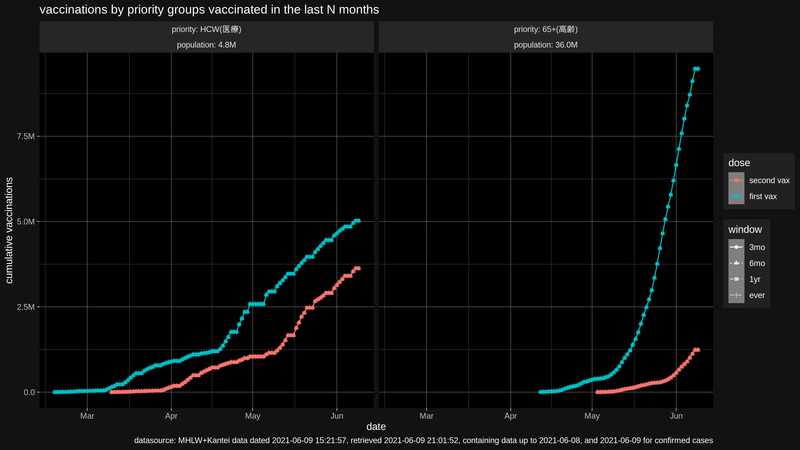 vaccinations by priority groups vaccinated in the last N months
priority: HCW(医療)
population: 4.8M
priority: 65+(高齢)
population: 36.0M
cumulative vaccinations
7.5M
5.0M
2.5M
0.0
Mar Apr May Jun
Mar Apr May Jun
date
dose
second vax
first vax
window
3mo
6mo
1yr
ever
datasource: MHLW+Kantei data dated 2021-06-09 15:21:57, retrieved 2021-06-09 21:01:52, containing data up to 2021-06-08, and 2021-06-09 for confirmed cases